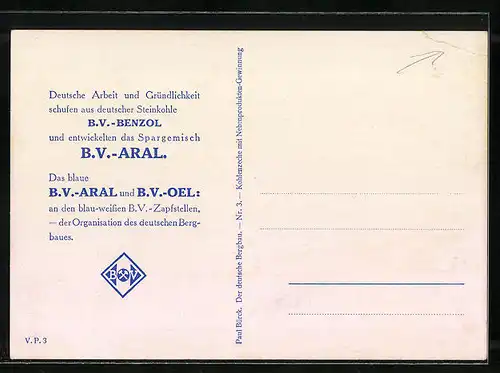 Deutsche Arbeit und Gründlichkeit
schufen aus deutscher Steinkohle
B.V.-BENZOL
und entwickelten das Spargemisch
B.V.-ARAL.
Das blaue
B.V.-ARAL und B.V.-OEL:
an den blau-weißen B.V.-Zapfstellen,
— der Organisation des deutschen Berg-
baues.
B V
V. P. 3
Paul Bürck. Der deutsche Bergbau. — Nr. 3. — Kohlenzeche mit Nebenprodukten-Gewinnung